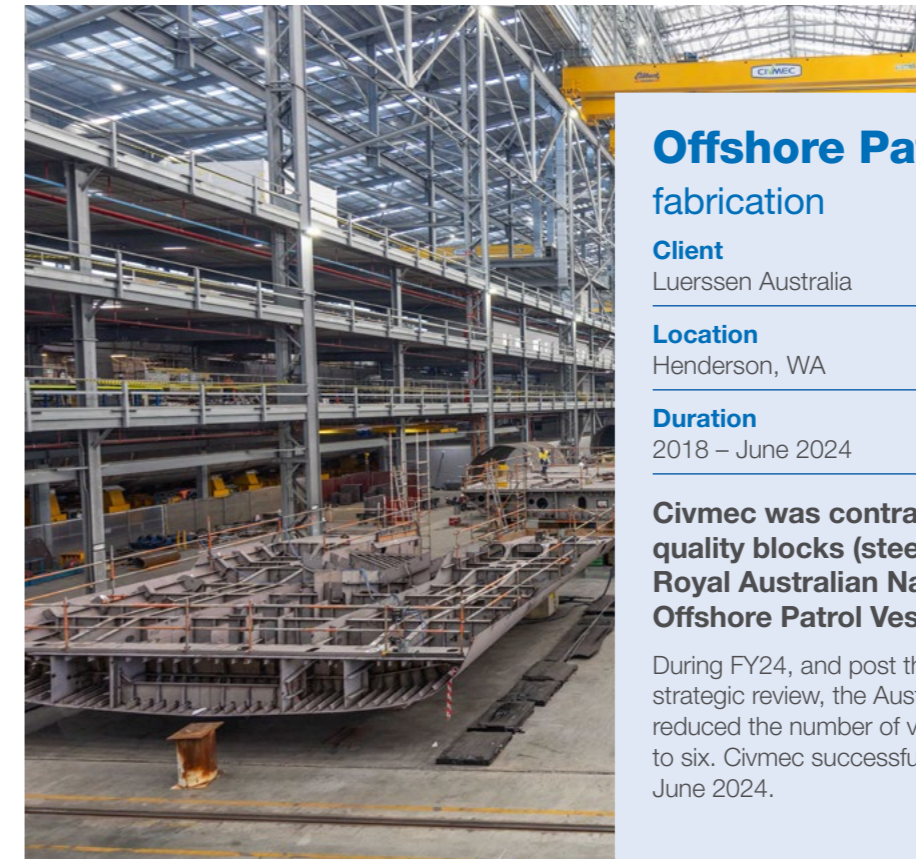 CIVMEC
Offshore Pa
fabrication
Client
Luerssen Australia
Location
Henderson, WA
Duration
2018 – June 2024
Civmec was contra
quality blocks (stee
Royal Australian Na
Offshore Patrol Ves
During FY24, and post th
strategic review, the Aust
reduced the number of v
to six. Civmec successfu
June 2024.